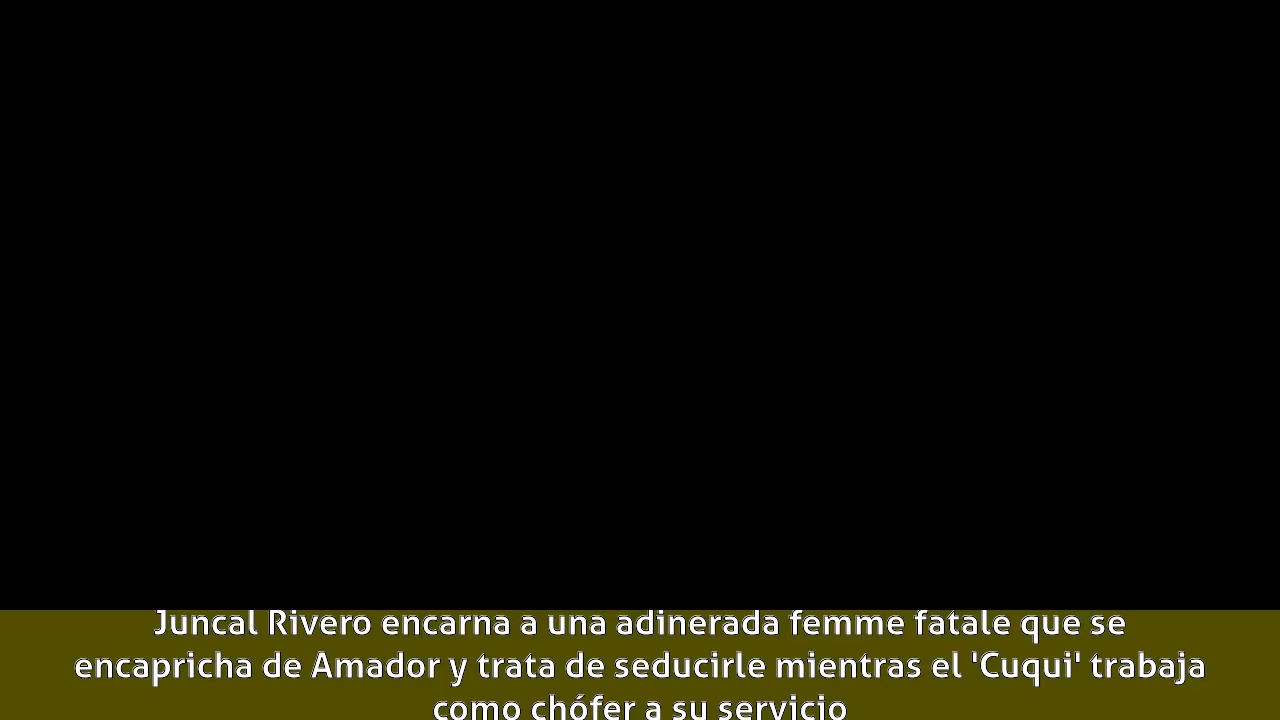 Juncal Rivero encarna a una adinerada femme fatale que se
encapricha de Amador y trata de seducirle mientras el 'Cuqui' trabaja
como chófer a su servicio